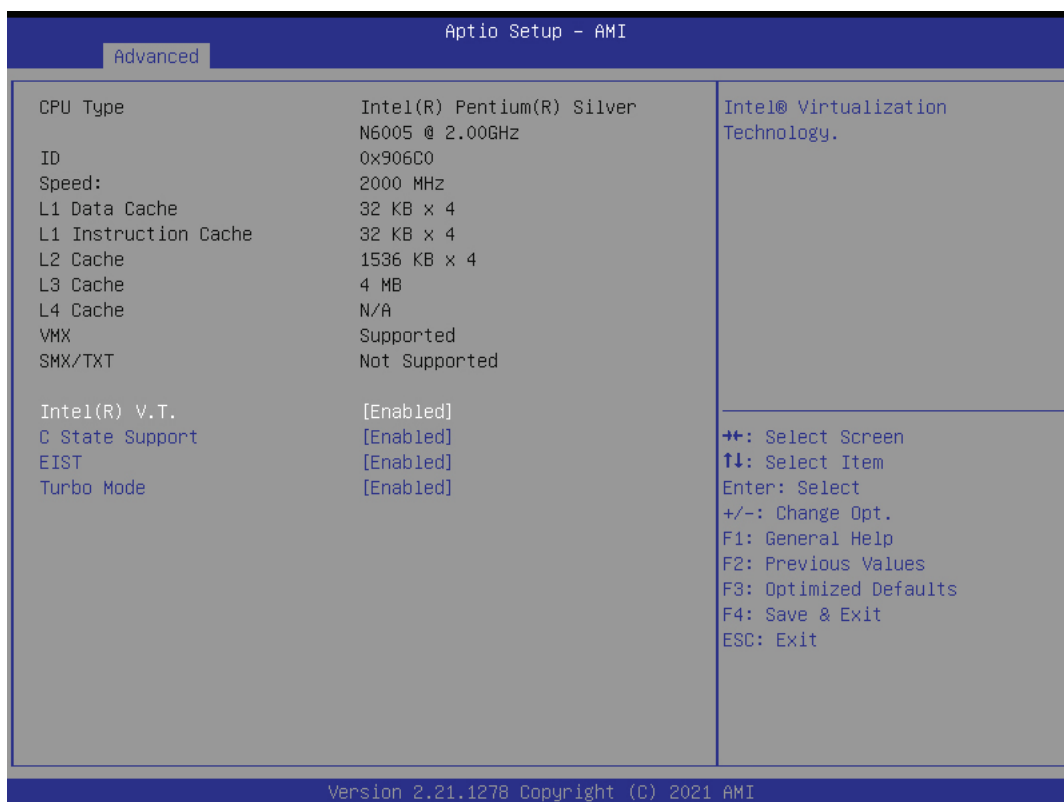 Aptio Setup – AMI
Advanced
CPU Type Intel(R) Pentium(R) Silver
N6005 @ 2.00GHz
ID 0x906C0
Speed: 2000 MHz
L1 Data Cache 32 KB x 4
L1 Instruction Cache 32 KB x 4
L2 Cache 1536 KB x 4
L3 Cache 4 MB
L4 Cache N/A
VMX Supported
SMX/TXT Not Supported
Intel(R) V.T. [Enabled]
C State Support [Enabled]
EIST [Enabled]
Turbo Mode [Enabled]
Intel® Virtualization
Technology.
→←: Select Screen
↑↓: Select Item
Enter: Select
+/-: Change Opt.
F1: General Help
F2: Previous Values
F3: Optimized Defaults
F4: Save & Exit
ESC: Exit
Version 2.21.1278 Copyright (C) 2021 AMI